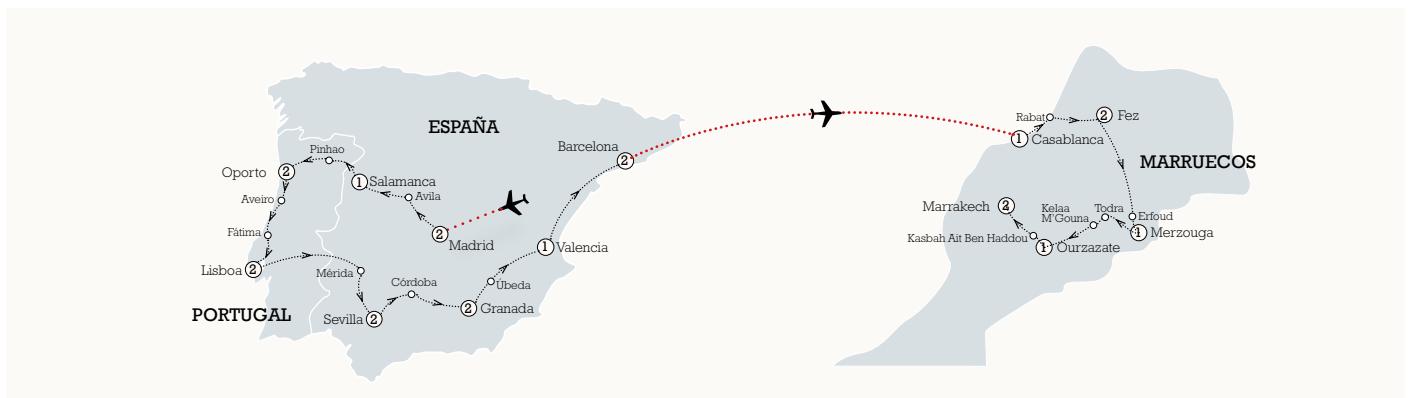 ESPAÑA
Pinhao
Oporto 2
1 Salamanca
Aveiro
Avila
Fátima
2
Madrid
Lisboa 2
Mérida
PORTUGAL
Sevilla 2
Córdoba
2 Granada
Úbeda
1 Valencia
Barcelona
2
Rabat
1 Casablanca
2 Fez
MARRUECOS
Erfoud
1 Merzouga
Todra
Kelaa
M'Gouna
1 Ourzazate
Kasbah Ait Ben Haddou
Marrakech 2